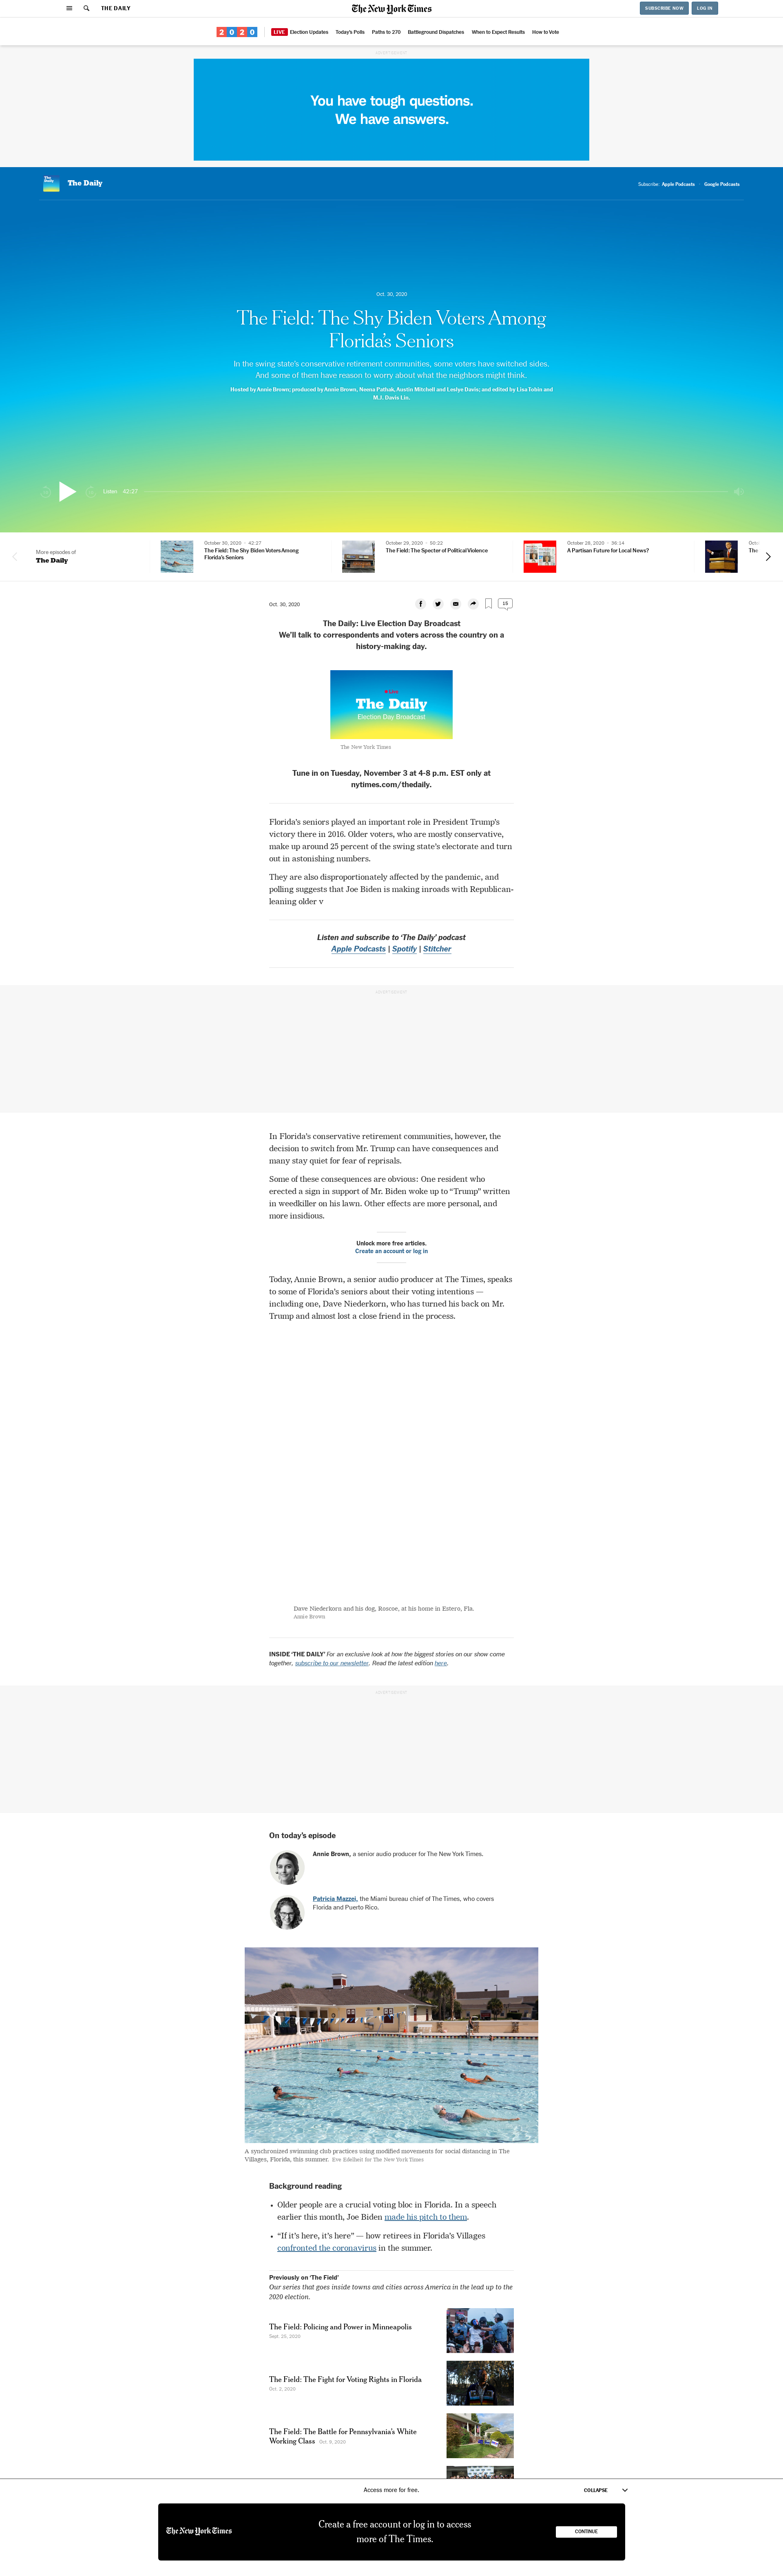 THE DAILY
The New York Times
SUBSCRIBE NOW
LOG IN
2020
LIVE Election Updates
Today's Polls
Paths to 270
Battleground Dispatches
When to Expect Results
How to Vote
ADVERTISEMENT
You have tough questions.
We have answers.
The Daily
The Daily
Subscribe:
Apple Podcasts
Google Podcasts
Oct. 30, 2020
The Field: The Shy Biden Voters Among
Florida's Seniors
In the swing state's conservative retirement communities, some voters have switched sides.
And some of them have reason to worry about what the neighbors might think.
Hosted by Annie Brown; produced by Annie Brown, Neena Pathak, Austin Mitchell and Leslye Davis; and edited by Lisa Tobin and
M.J. Davis Lin.
Listen 42:27
More episodes of
The Daily
October 30, 2020 · 42:27
The Field: The Shy Biden Voters Among
Florida's Seniors
October 29, 2020 · 50:22
The Field: The Specter of Political Violence
October 28, 2020 · 36:14
A Partisan Future for Local News?
Octo
The
Oct. 30, 2020
15
The Daily: Live Election Day Broadcast
We'll talk to correspondents and voters across the country on a
history-making day.
Live
The Daily
Election Day Broadcast
The New York Times
Tune in on Tuesday, November 3 at 4-8 p.m. EST only at
nytimes.com/thedaily.
Florida's seniors played an important role in President Trump's
victory there in 2016. Older voters, who are mostly conservative,
make up around 25 percent of the swing state's electorate and turn
out in astonishing numbers.
They are also disproportionately affected by the pandemic, and
polling suggests that Joe Biden is making inroads with Republican-
leaning older v
Listen and subscribe to 'The Daily' podcast
Apple Podcasts | Spotify | Stitcher
ADVERTISEMENT
In Florida's conservative retirement communities, however, the
decision to switch from Mr. Trump can have consequences and
many stay quiet for fear of reprisals.
Some of these consequences are obvious: One resident who
erected a sign in support of Mr. Biden woke up to “Trump” written
in weedkiller on his lawn. Other effects are more personal, and
more insidious.
Unlock more free articles.
Create an account or log in
Today, Annie Brown, a senior audio producer at The Times, speaks
to some of Florida's seniors about their voting intentions —
including one, Dave Niederkorn, who has turned his back on Mr.
Trump and almost lost a close friend in the process.
Dave Niederkorn and his dog, Roscoe, at his home in Estero, Fla.
Annie Brown
INSIDE 'THE DAILY' For an exclusive look at how the biggest stories on our show come
together, subscribe to our newsletter. Read the latest edition here.
ADVERTISEMENT
On today's episode
Annie Brown, a senior audio producer for The New York Times.
Patricia Mazzei, the Miami bureau chief of The Times, who covers
Florida and Puerto Rico.
A synchronized swimming club practices using modified movements for social distancing in The
Villages, Florida, this summer. Eve Edelheit for The New York Times
Background reading
• Older people are a crucial voting bloc in Florida. In a speech
earlier this month, Joe Biden made his pitch to them.
• “If it's here, it's here” — how retirees in Florida's Villages
confronted the coronavirus in the summer.
Previously on 'The Field'
Our series that goes inside towns and cities across America in the lead up to the
2020 election.
The Field: Policing and Power in Minneapolis
Sept. 25, 2020
The Field: The Fight for Voting Rights in Florida
Oct. 2, 2020
The Field: The Battle for Pennsylvania's White
Working Class Oct. 9, 2020
Access more for free.
COLLAPSE
The New York Times
Create a free account or log in to access
more of The Times.
CONTINUE